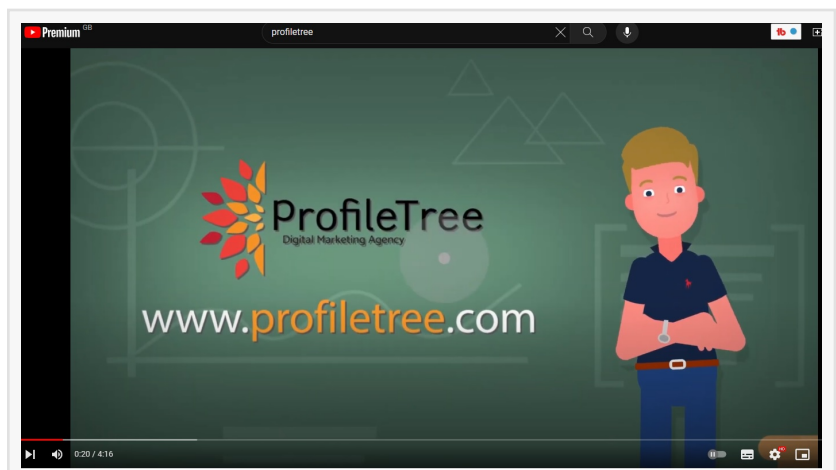 Premium GB
profiletree
ProfileTree
Digital Marketing Agency
www.profiletree.com
0:20 / 4:16